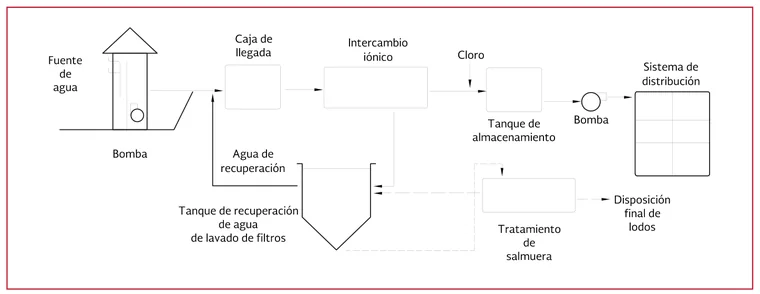 Fuente
de
agua
Bomba
Caja de
llegada
Intercambio
iónico
Cloro
Tanque de
almacenamiento
Bomba
Sistema de
distribución
Agua de
recuperación
Tanque de recuperación
de agua
de lavado de filtros
Tratamiento
de
salmuera
Disposición
final de
lodos